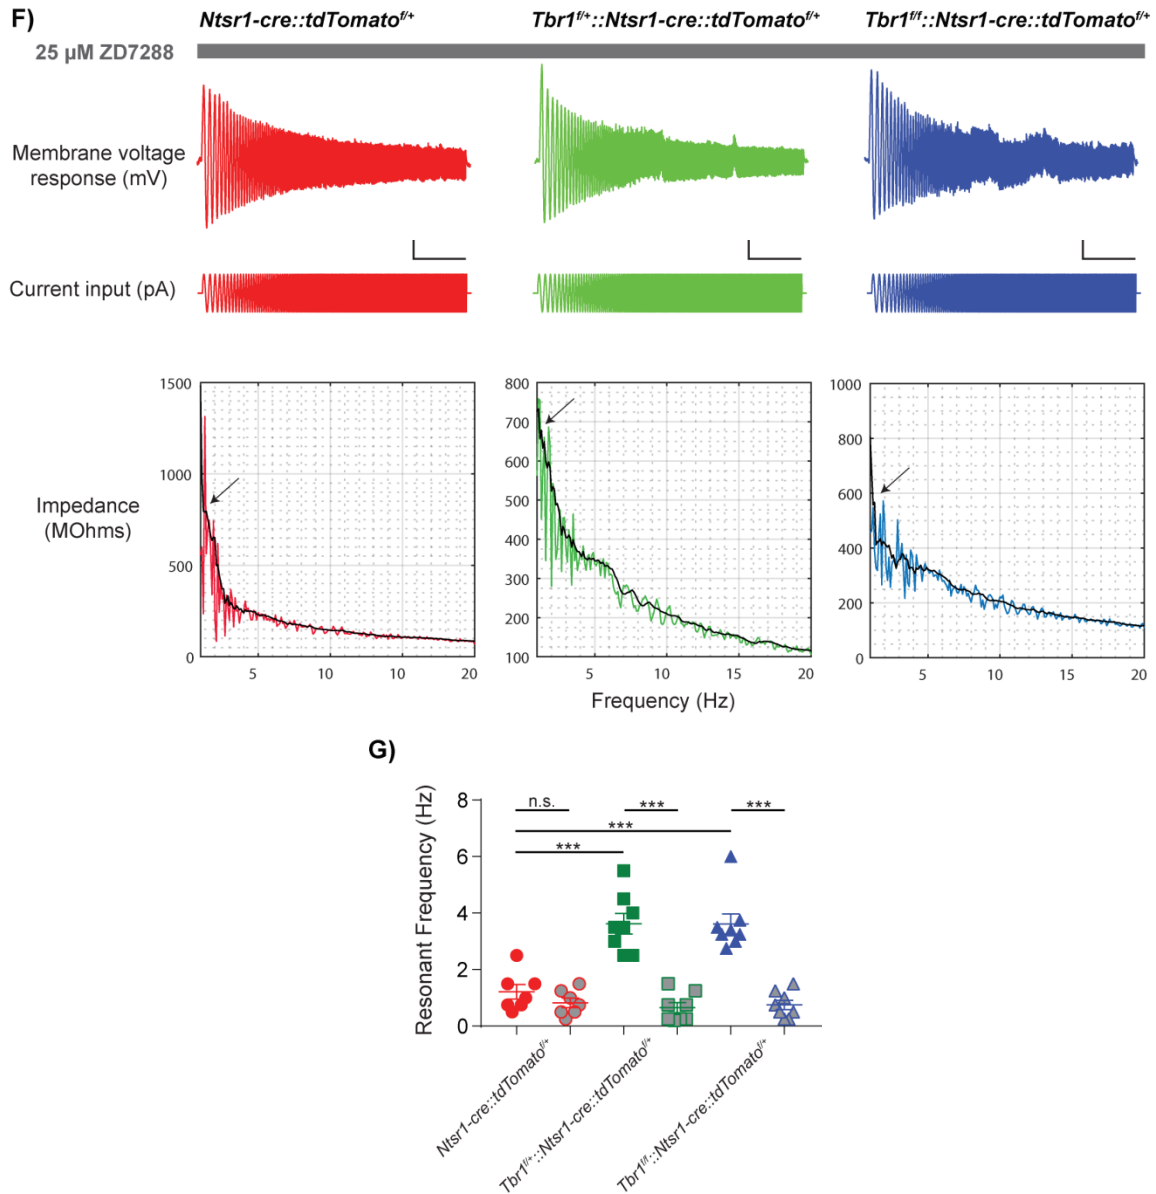 F)
Ntsr1-cre::tdTomato^f/+ Tbr1^f/+::Ntsr1-cre::tdTomato^f/+ Tbr1^f/f::Ntsr1-cre::tdTomato^f/+
25 µM ZD7288
Membrane voltage
response (mV)
Current input (pA)
Impedance
(MOhms)
1500
1000
500
0
5 10 10 20
800
700
600
500
400
300
200
100
5 10 15 20
1000
800
600
400
200
0
5 10 15 20
Frequency (Hz)
G)
Resonant Frequency (Hz)
8
6
4
2
0
n.s. *** ***
***
***
Ntsr1-cre::tdTomato^f/+
Tbr1^f/+::Ntsr1-cre::tdTomato^f/+
Tbr1^f/f::Ntsr1-cre::tdTomato^f/+